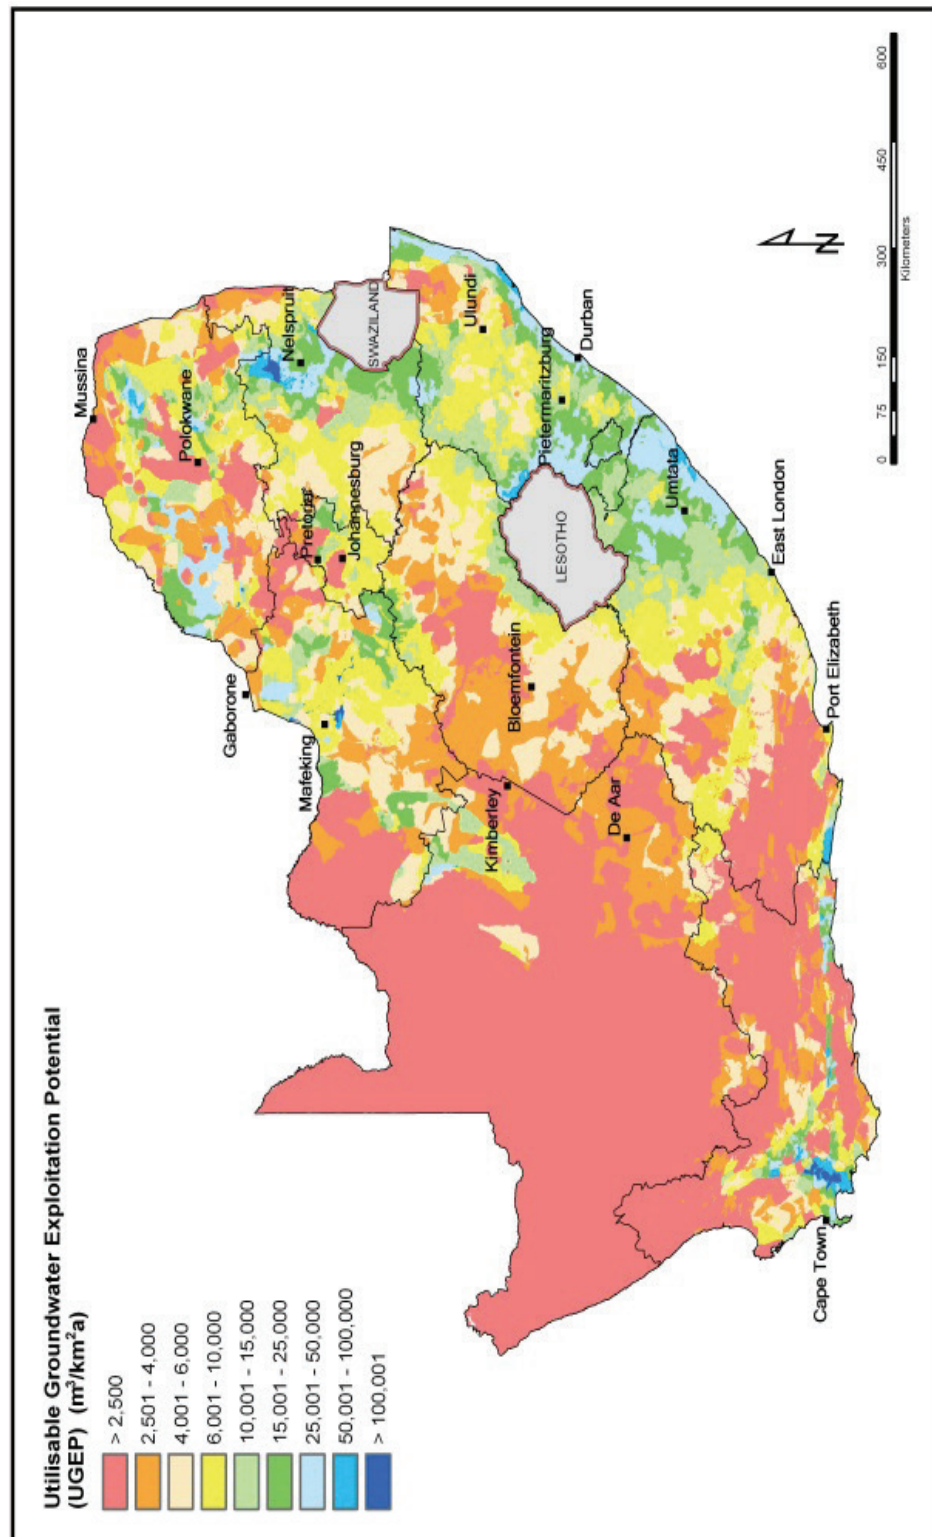 Utilisable Groundwater Exploitation Potential
(UGEP) (m³/km²a)
> 2,500
2,501 - 4,000
4,001 - 6,000
6,001 - 10,000
10,001 - 15,000
15,001 - 25,000
25,001 - 50,000
50,001 - 100,000
> 100,001
Mussina
Polokwane
Gaborone
Nelspruit
Pretoria
Johannesburg
Mafeking
SWAZILAND
Ulundi
Kimberley
Bloemfontein
LESOTHO
Pietermaritzburg
Durban
De Aar
Umtata
East London
Port Elizabeth
Cape Town
N
0 75 150 300 450 600
Kilometers